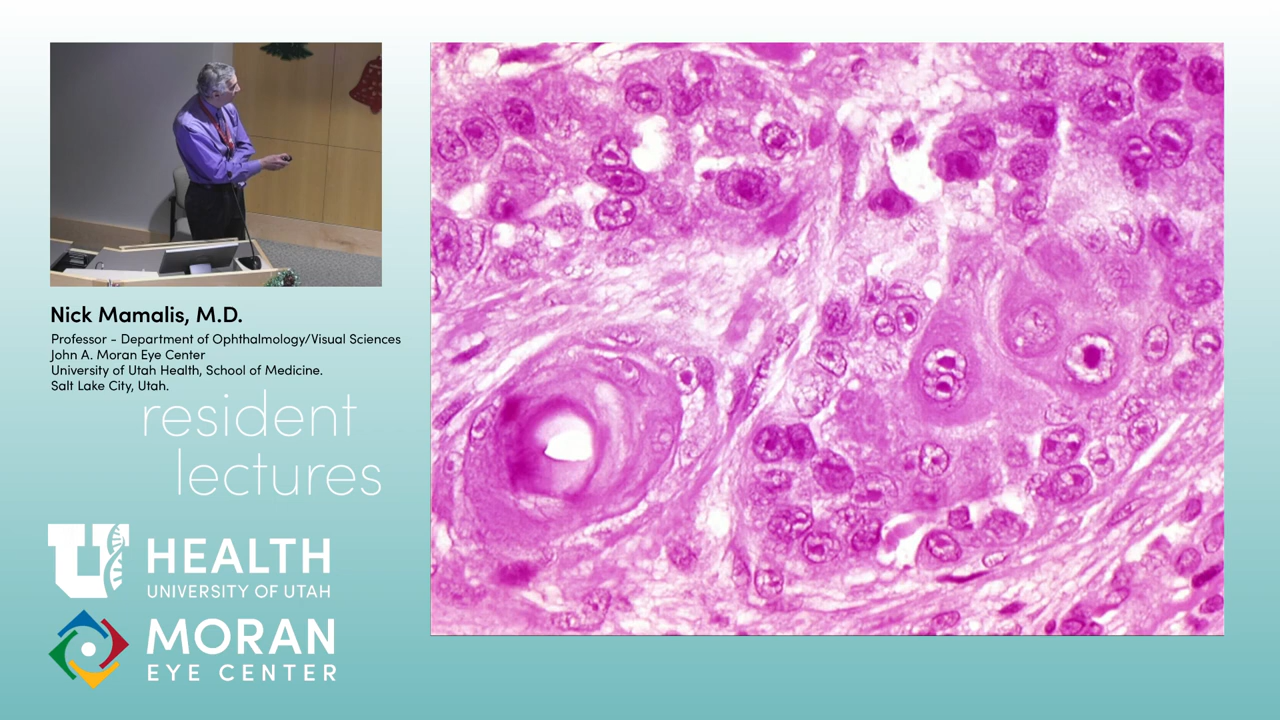 Nick Mamalis, M.D.
Professor - Department of Ophthalmology/Visual Sciences
John A. Moran Eye Center
University of Utah Health, School of Medicine.
Salt Lake City, Utah.
resident
lectures
U HEALTH
UNIVERSITY OF UTAH
MORAN
EYE CENTER